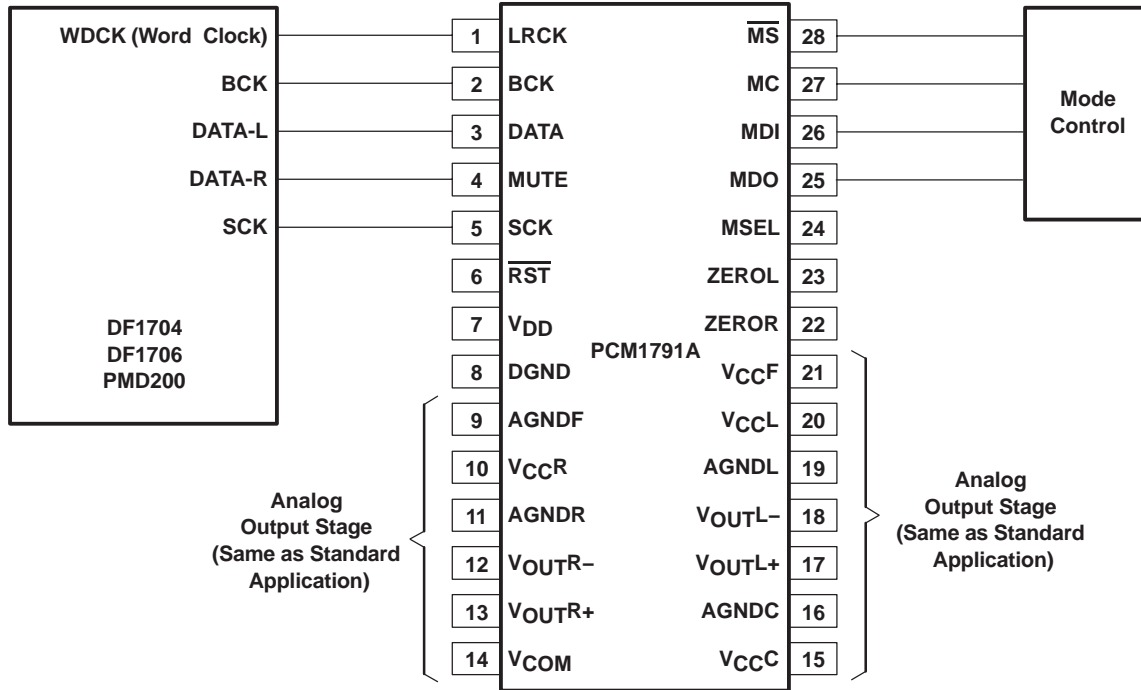 WDCK (Word Clock)
BCK
DATA-L
DATA-R
SCK
DF1704
DF1706
PMD200
1 LRCK
2 BCK
3 DATA
4 MUTE
5 SCK
6 RST
7 VDD
8 DGND
9 AGNDF
10 VCCR
11 AGNDR
12 VOUTR–
13 VOUTR+
14 VCOM
PCM1791A
MS 28
MC 27
MDI 26
MDO 25
MSEL 24
ZEROL 23
ZEROR 22
VCCF 21
VCCL 20
AGNDL 19
VOUTL– 18
VOUTL+ 17
AGNDC 16
VCCC 15
Mode
Control
Analog
Output Stage
(Same as Standard
Application)
Analog
Output Stage
(Same as Standard
Application)